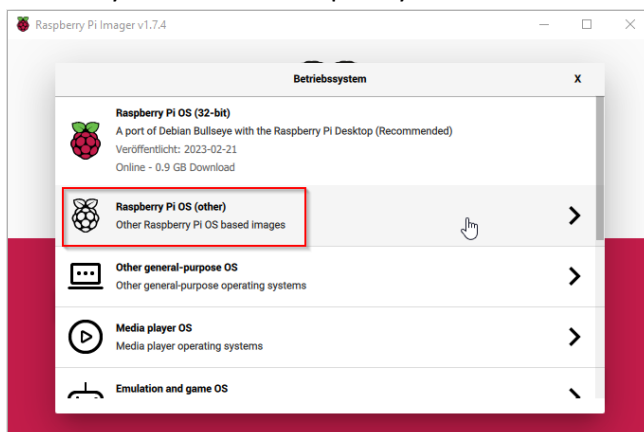 Raspberry Pi Imager v1.7.4
Betriebssystem X
Raspberry Pi OS (32-bit)
A port of Debian Bullseye with the Raspberry Pi Desktop (Recommended)
Veröffentlicht: 2023-02-21
Online - 0.9 GB Download
Raspberry Pi OS (other)
Other Raspberry Pi OS based images
Other general-purpose OS
Other general-purpose operating systems
Media player OS
Media player operating systems
Emulation and game OS